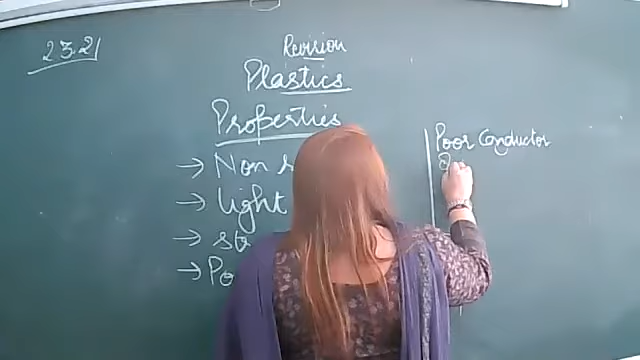 23.21
Revision
Plastics
Properties
→ Non
→ light
→ st
→ Po
Poor Conductor